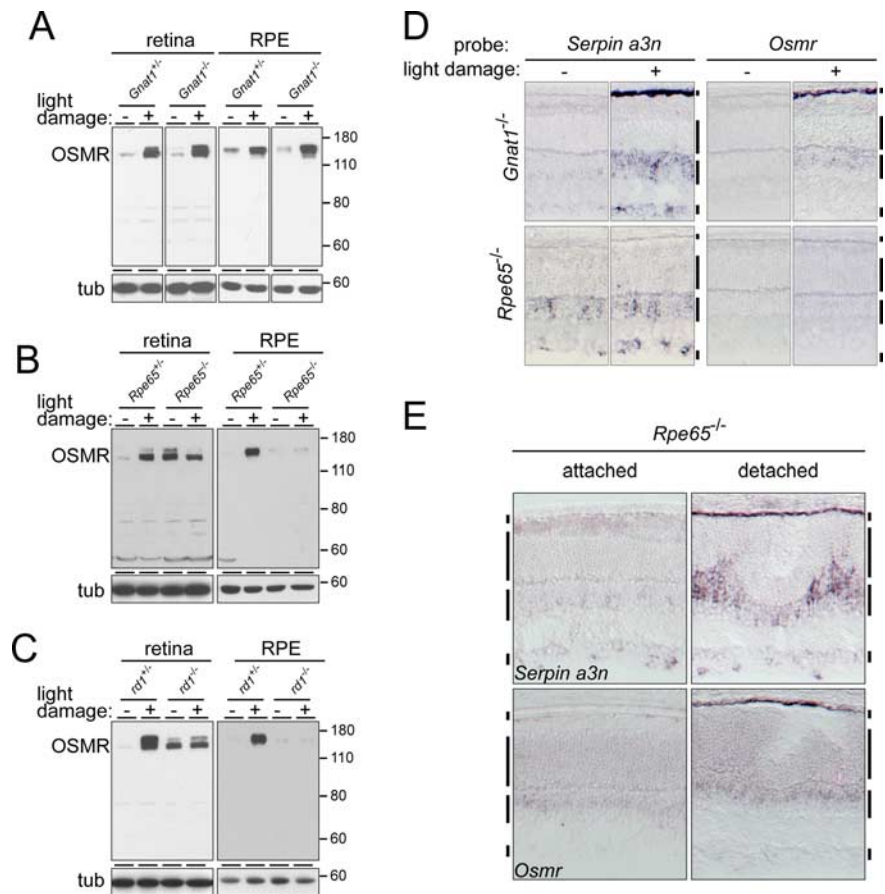 A
retina RPE
Gnat1+/- Gnat1-/- Gnat1+/- Gnat1-/-
light
damage: - + - + - + - +
OSMR
180
110
80
60
tub
60
B
retina RPE
Rpe65+/- Rpe65-/- Rpe65+/- Rpe65-/-
light
damage: - + - + - + - +
OSMR
180
110
80
60
tub
60
C
retina RPE
rd1+/- rd1-/- rd1+/- rd1-/-
light
damage: - + - + - + - +
OSMR
180
110
80
60
tub
60
D
probe: Serpin a3n Osmr
light damage: - + - +
Gnat1-/-
Rpe65-/-
E
Rpe65-/-
attached detached
Serpin a3n
Osmr